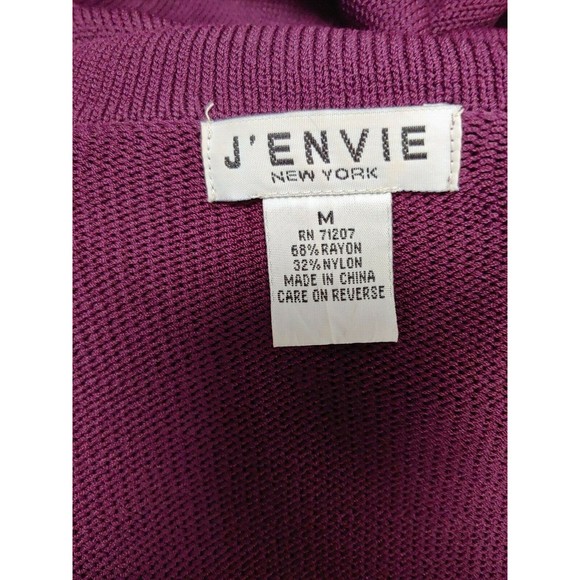 J'ENVIE
NEW YORK
M
RN 71207
68% RAYON
32% NYLON
MADE IN CHINA
CARE ON REVERSE